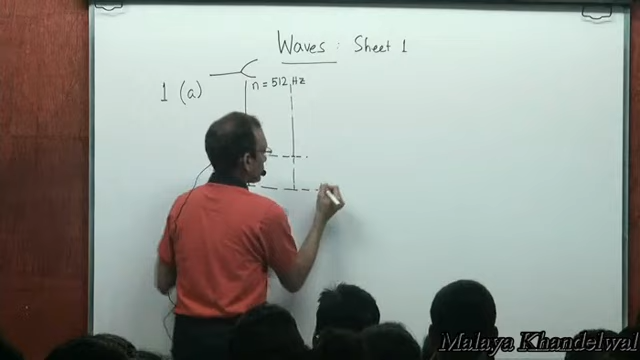 Waves : Sheet 1
1 (a)
n = 512 Hz
Malaya Khandelwal